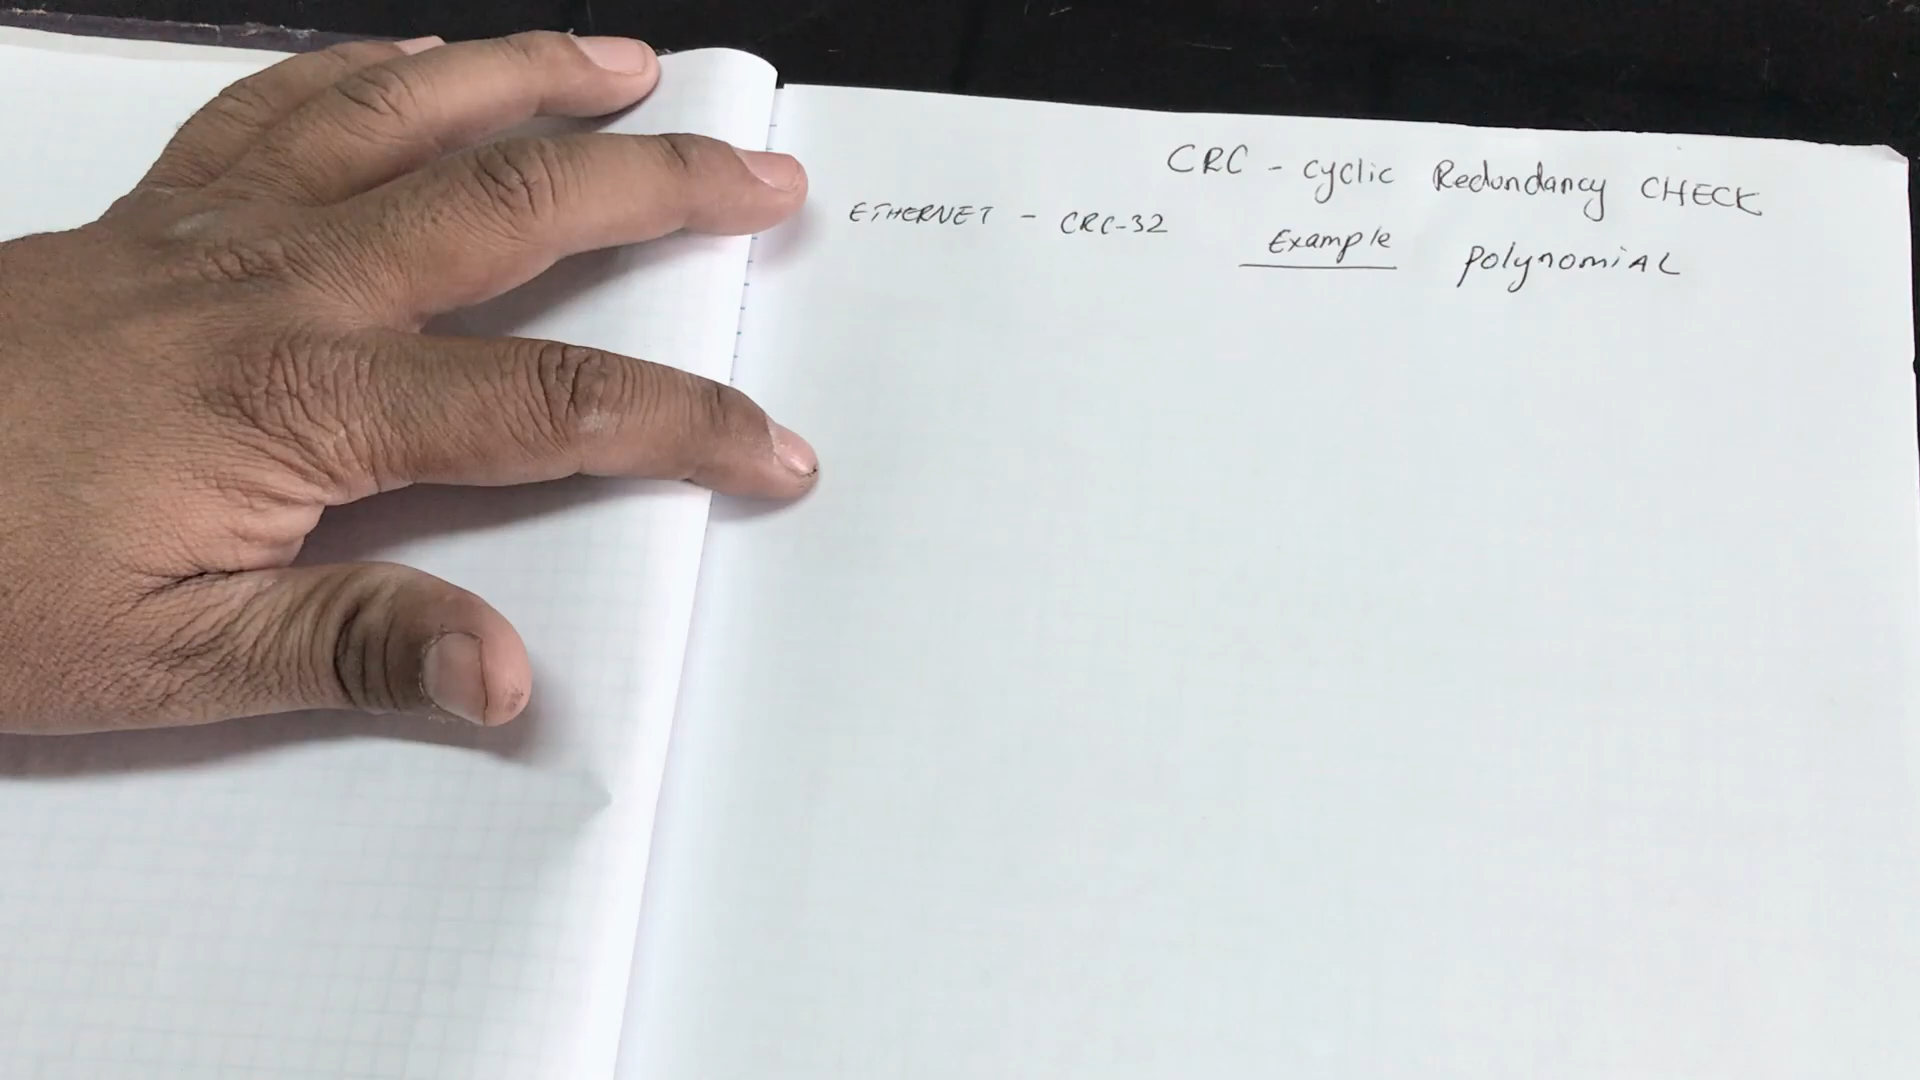 CRC - cyclic Redundancy CHECK
ETHERNET - CRC-32 Example polynomiAL